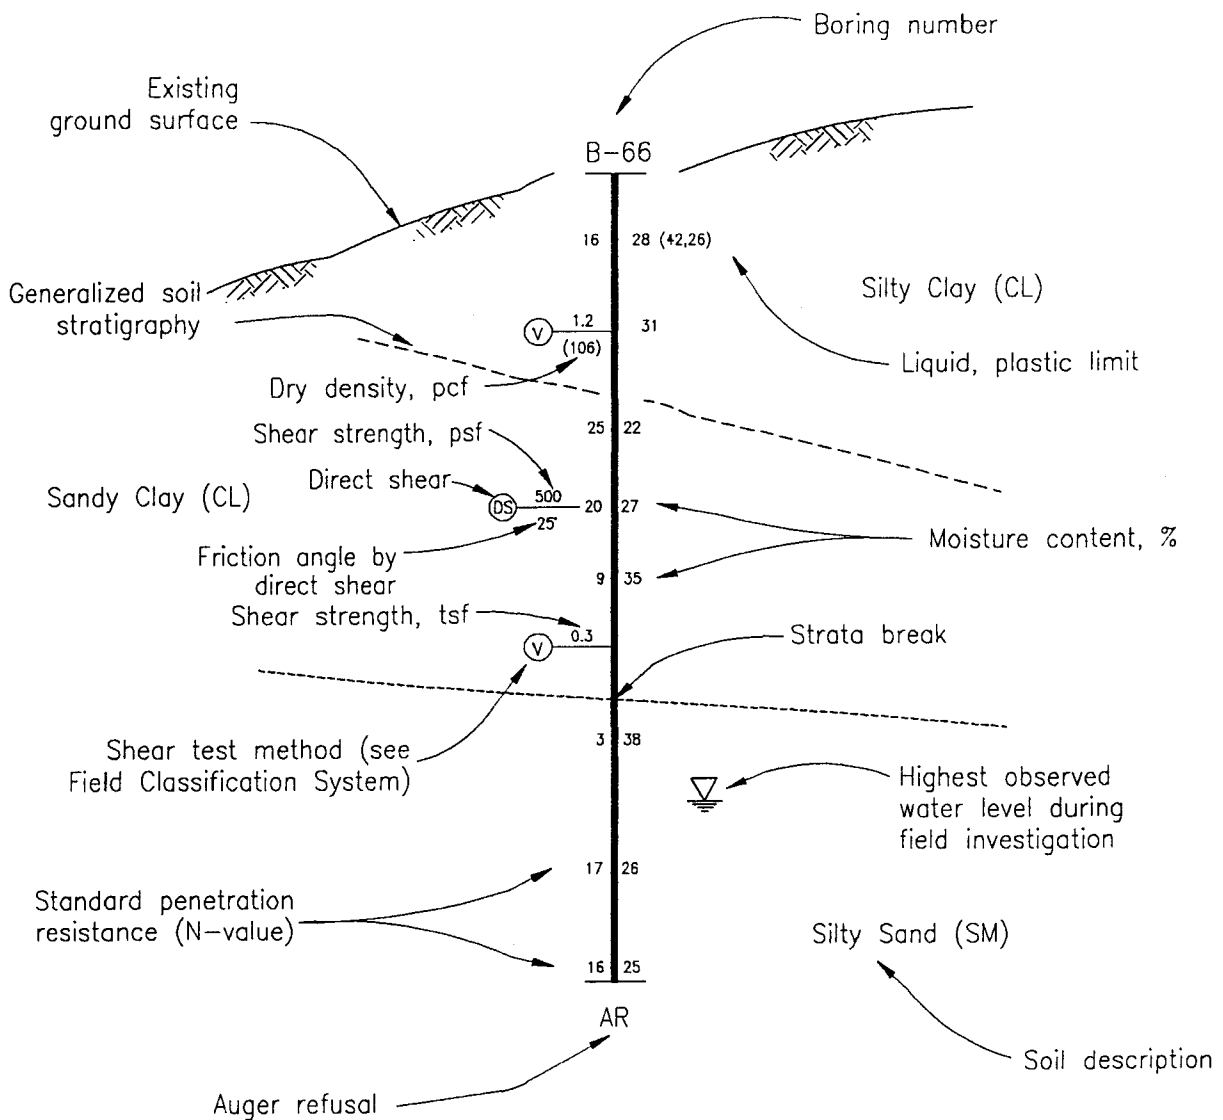 Boring number
Existing
ground surface
B-66
16 28 (42,26)
Silty Clay (CL)
Generalized soil
stratigraphy
V 1.2 31
(106)
Liquid, plastic limit
Dry density, pcf
25 22
Shear strength, psf
Direct shear
Sandy Clay (CL)
DS 500 20 27
25°
Moisture content, %
Friction angle by
direct shear
9 35
Shear strength, tsf
V 0.3
Strata break
3 38
Shear test method (see
Field Classification System)
Highest observed
water level during
field investigation
17 26
Standard penetration
resistance (N-value)
Silty Sand (SM)
16 25
AR
Soil description
Auger refusal